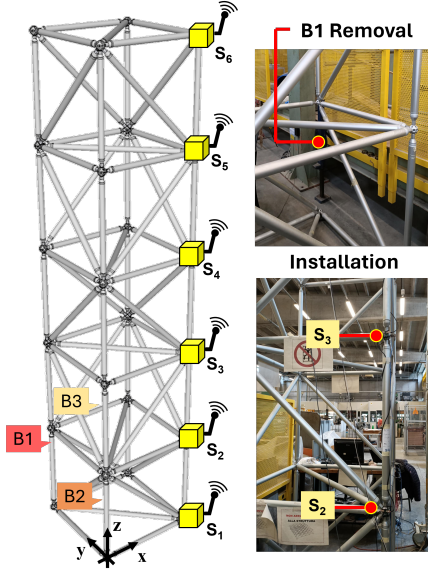 S6
S5
S4
S3
S2
S1
B3
B1
B2
z
y
x
B1 Removal
Installation
S3
S2